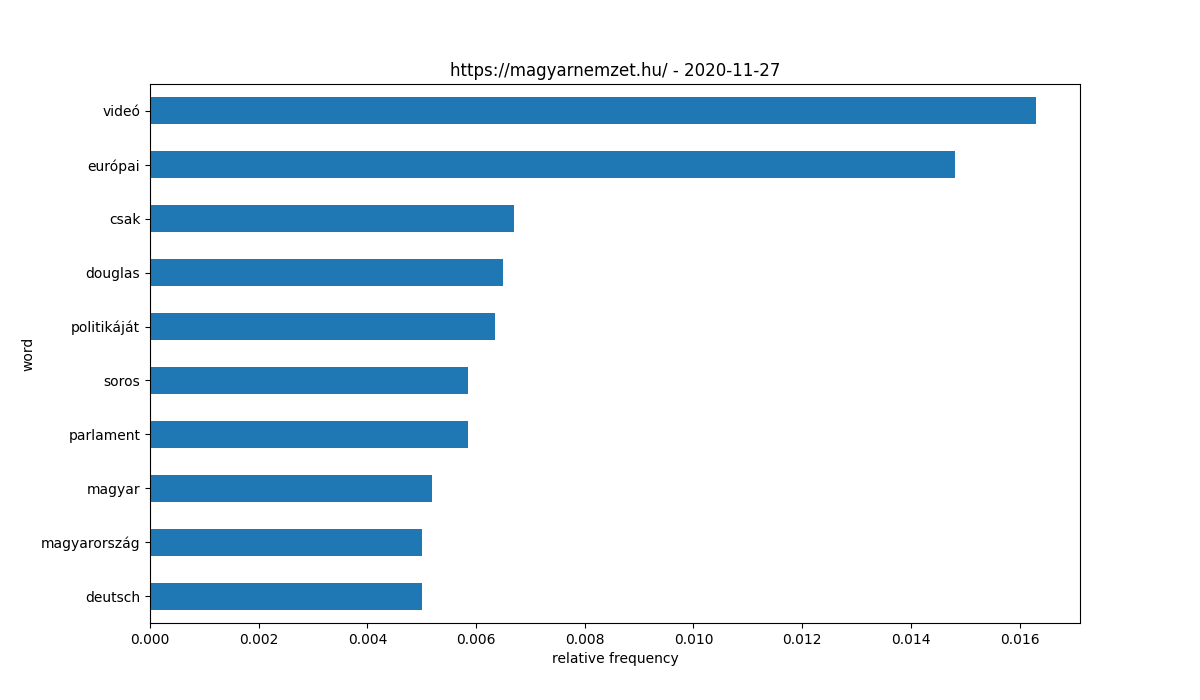 https://magyarnemzet.hu/ - 2020-11-27
videó
európai
csak
douglas
politikáját
soros
parlament
magyar
magyarország
deutsch
word
0.000 0.002 0.004 0.006 0.008 0.010 0.012 0.014 0.016
relative frequency